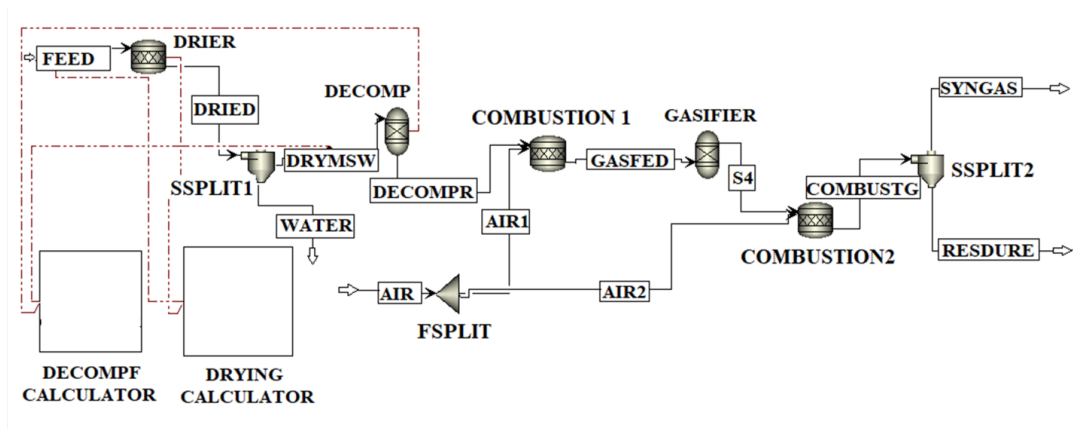 FEED
DRIER
DRIED
DECOMP
SSPLIT1
DRYMSW
DECOMPR
WATER
COMBUSTION 1
GASFED
GASIFIER
S4
AIR1
AIR
FSPLIT
AIR2
COMBUSTION2
COMBUSTG
SYNGAS
SSPLIT2
RESDURE
DECOMPF
CALCULATOR
DRYING
CALCULATOR